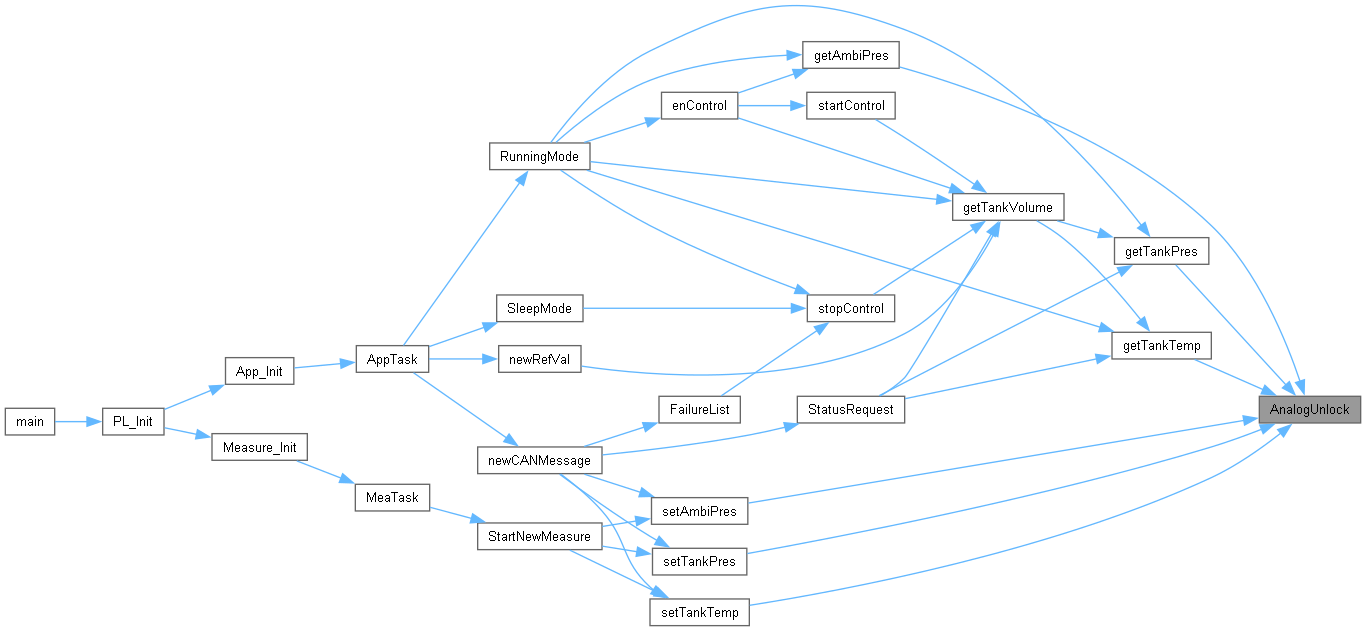 main
PL_Init
App_Init
Measure_Init
AppTask
MeaTask
RunningMode
SleepMode
newRefVal
newCANMessage
StartNewMeasure
enControl
FailureList
setAmbiPres
setTankPres
setTankTemp
getAmbiPres
startControl
stopControl
StatusRequest
getTankVolume
getTankPres
getTankTemp
AnalogUnlock